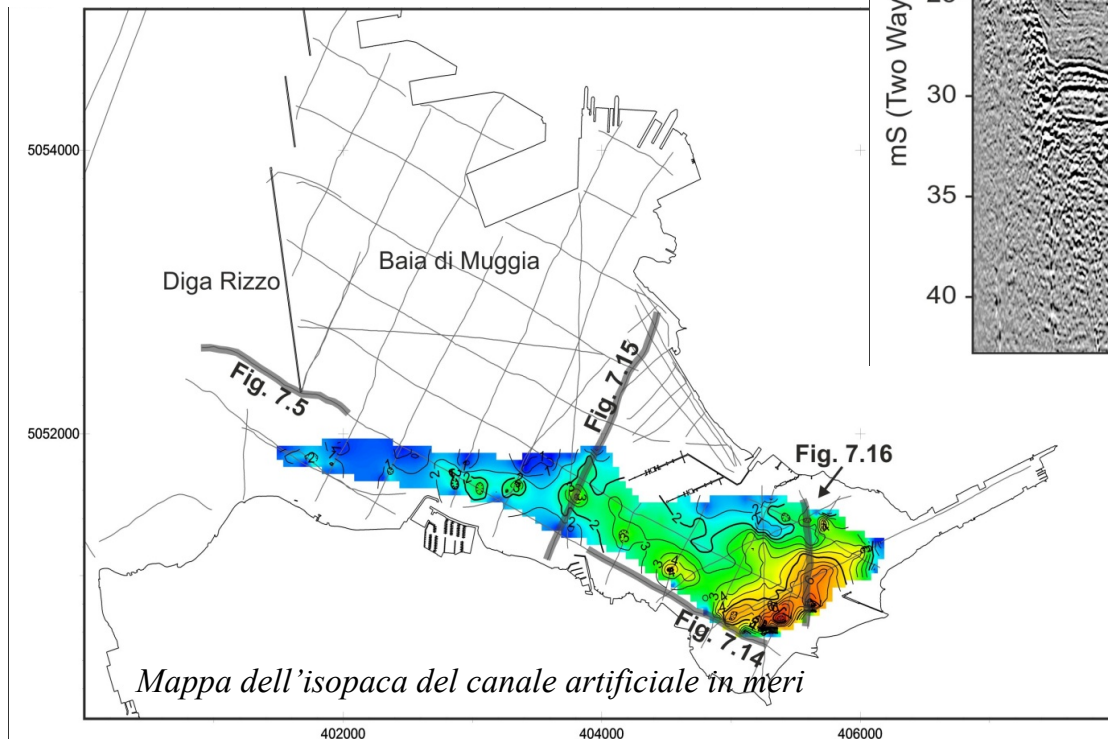 mS (Two Way
30
35
40
5054000
5052000
Baia di Muggia
Diga Rizzo
Fig. 7.5
Fig. 7.15
Fig. 7.16
Fig. 7.14
Mappa dell’isopaca del canale artificiale in meri
402000
404000
406000